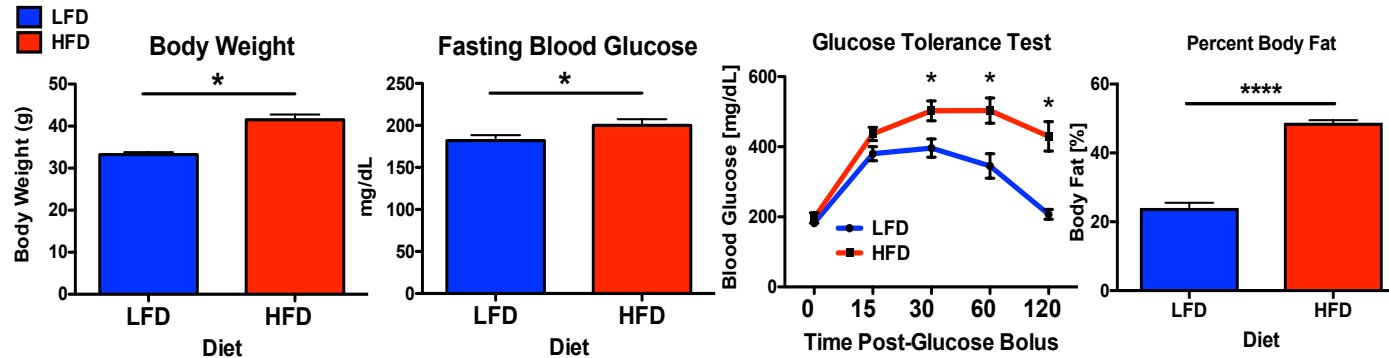 LFD
HFD
Body Weight
*
Body Weight (g)
50
40
30
20
10
0
LFD HFD
Diet
Fasting Blood Glucose
*
mg/dL
250
200
150
100
50
0
LFD HFD
Diet
Glucose Tolerance Test
* * *
Blood Glucose [mg/dL]
600
400
200
0
LFD
HFD
0 15 30 60 120
Time Post-Glucose Bolus
Percent Body Fat
****
Body Fat [%]
60
40
20
0
LFD HFD
Diet